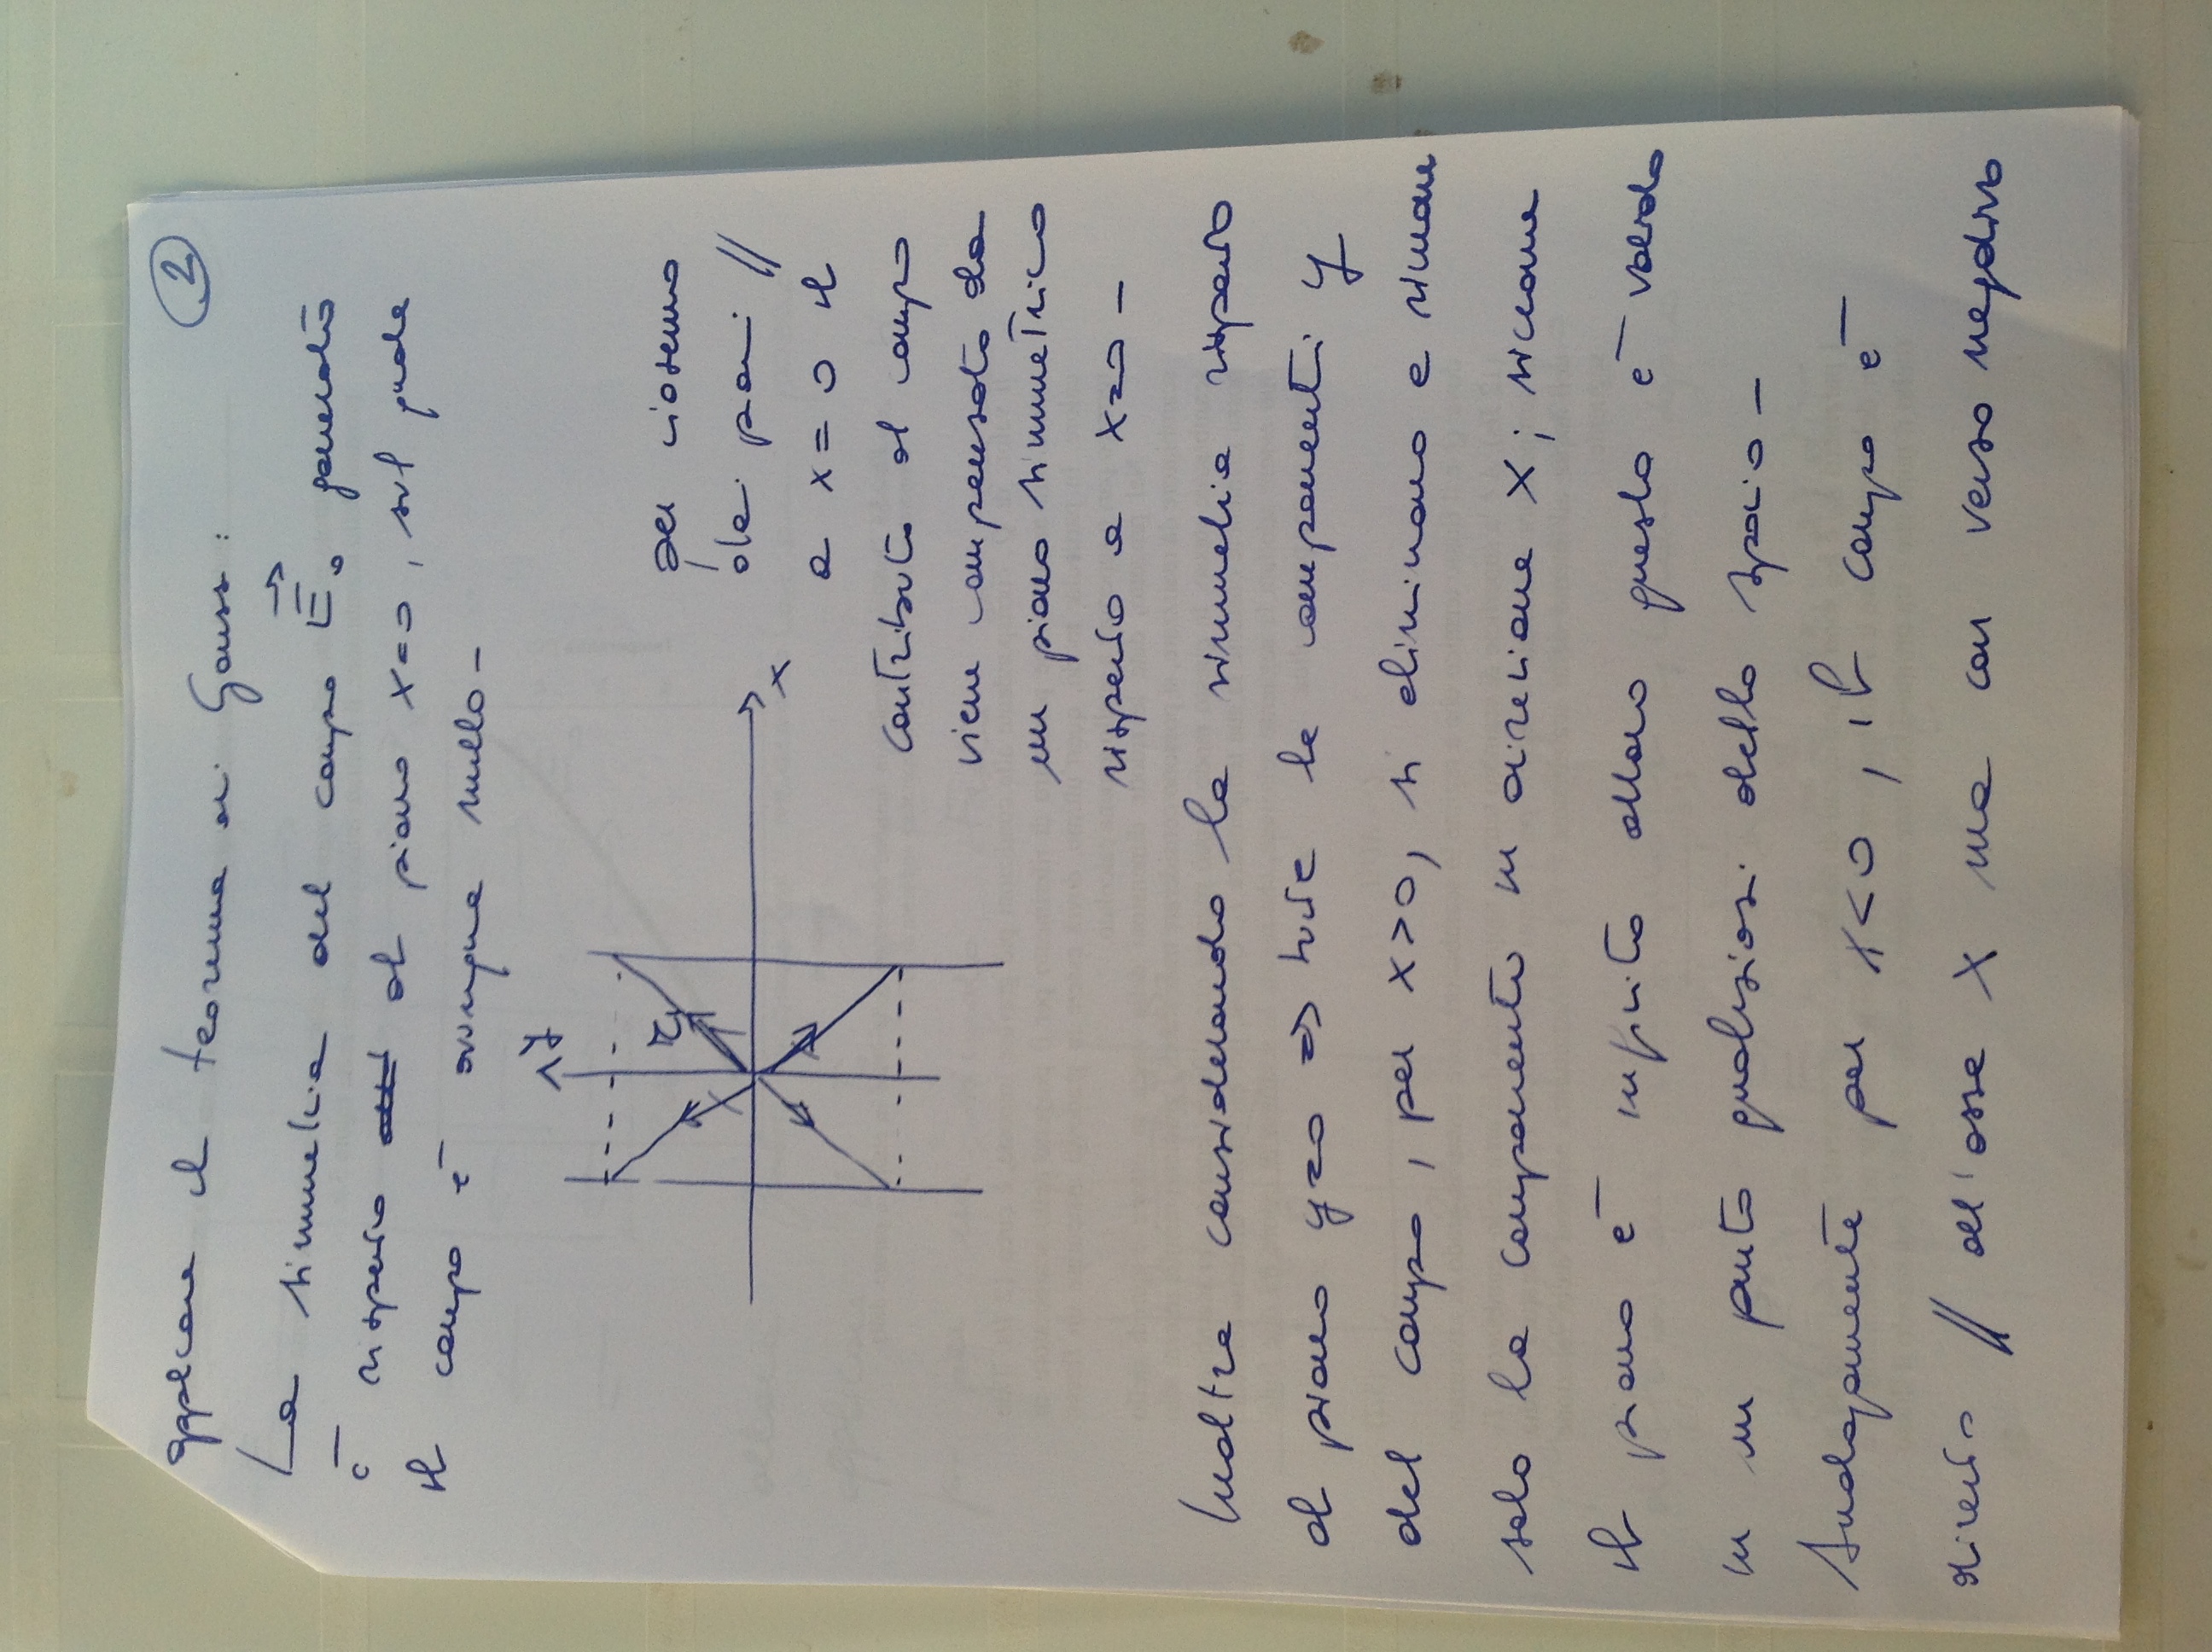 applicare il teorema di Gauss:
2
La simmetria del campo E₀ generato
è rispetto al piano x=0, sul quale
il campo è ovunque nullo-
y
r
x
per ciascuno
dei piani //
a x=0 il
contributo al campo
viene compensato da
un piano simmetrico
rispetto a x=0-
Inoltre considerando la simmetria rispetto
al piano y=0 => tutte le componenti y
del campo, per x>0, si eliminano e rimane
solo la componente in direzione x; siccome
il piano è infinito allora questo è valido
in un punto qualsiasi dello spazio-
Analogamente per x<0, il campo è
diretto // all'asse x ma con verso negativo